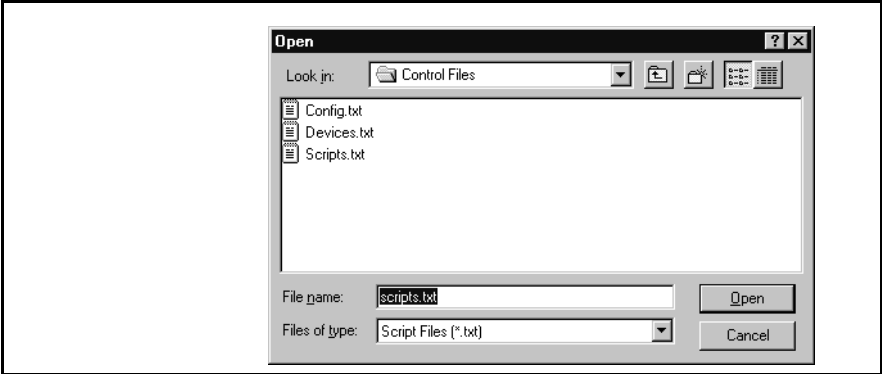 Open
Look in: Control Files
Config.txt
Devices.txt
Scripts.txt
File name: scripts.txt Open
Files of type: Script Files (*.txt) Cancel